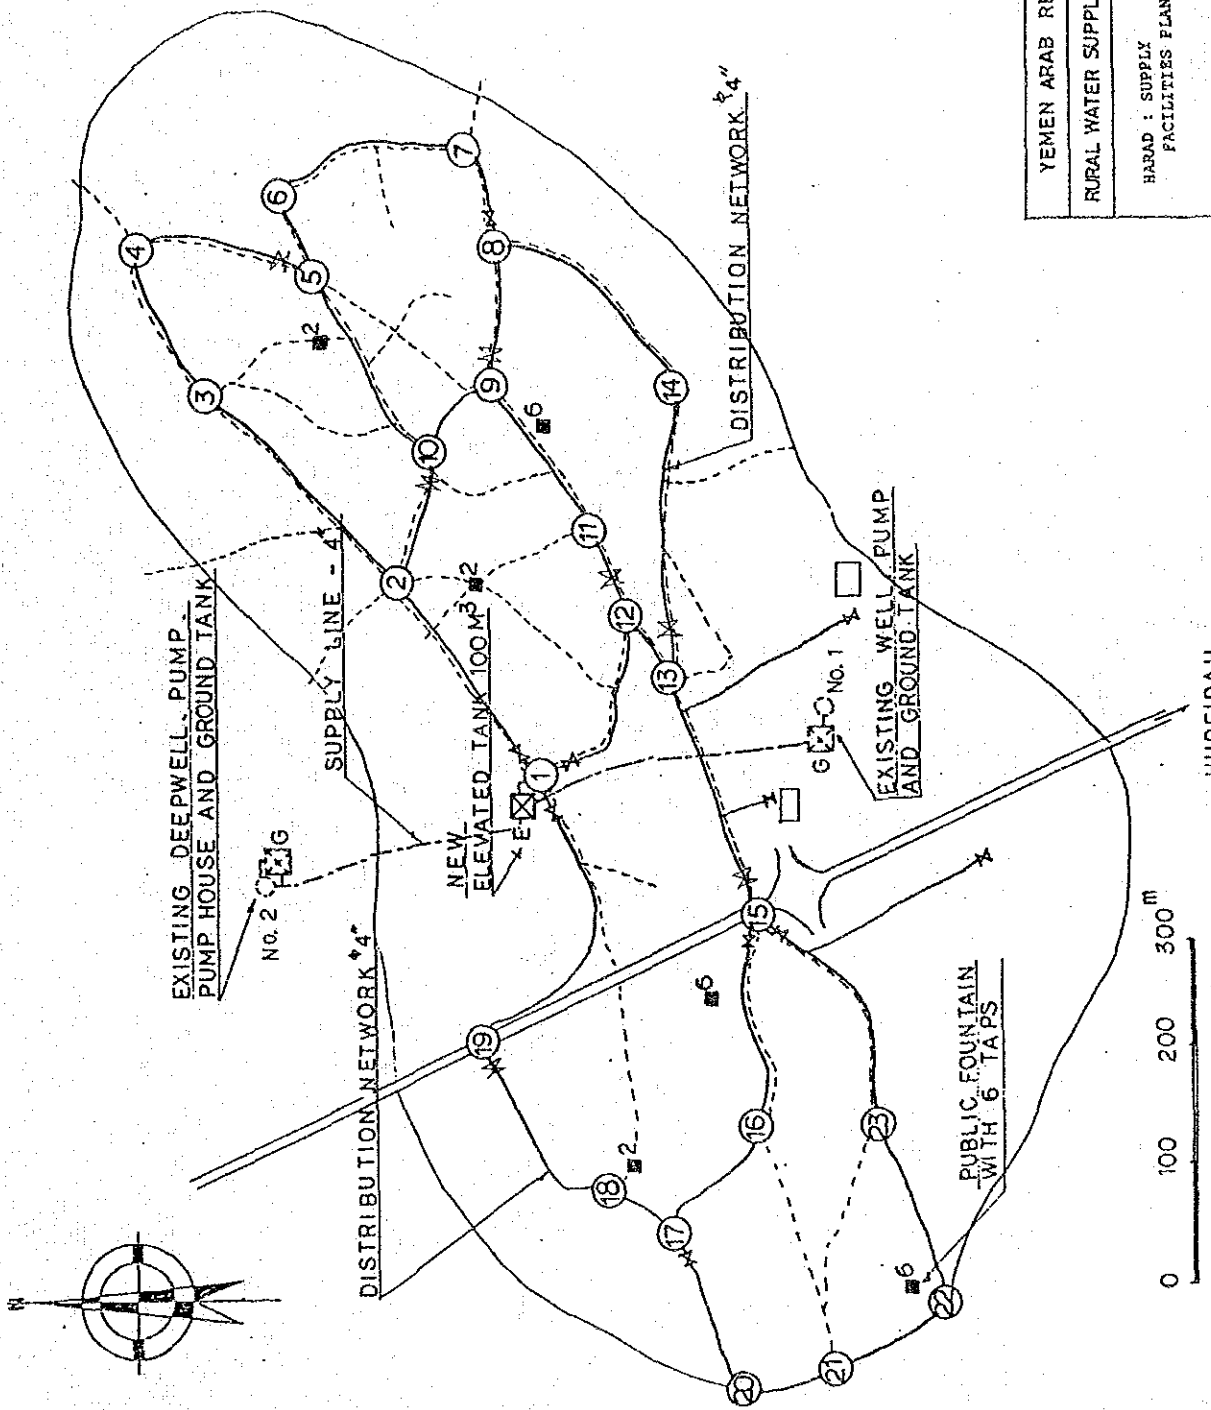 YEMEN ARAB RE
RURAL WATER SUPPL
HARAD : SUPPLY
FACILITIES PLAN
N
EXISTING DEEPWELL, PUMP
PUMP HOUSE AND GROUND TANK
No. 2
G
SUPPLY LINE - 4"
NEW
ELEVATED TANK 100M3
E
DISTRIBUTION NETWORK φ4"
DISTRIBUTION NETWORK φ4"
EXISTING WELL PUMP
AND GROUND TANK
G
No. 1
PUBLIC FOUNTAIN
WITH 6 TAPS
1
2
3
4
5
6
7
8
9
10
11
12
13
14
15
16
17
18
19
20
21
22
23
2
2
6
6
2
6
0
100
200
300m